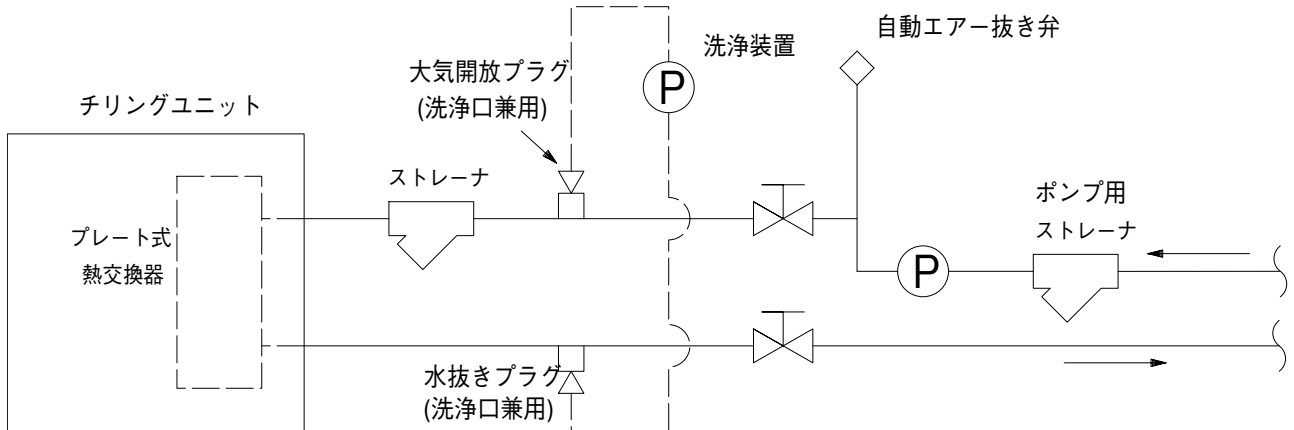 自動エアー抜き弁
洗浄装置
大気開放プラグ
(洗浄口兼用)
P
チリングユニット
ストレーナ
ポンプ用
ストレーナ
プレート式
熱交換器
P
水抜きプラグ
(洗浄口兼用)